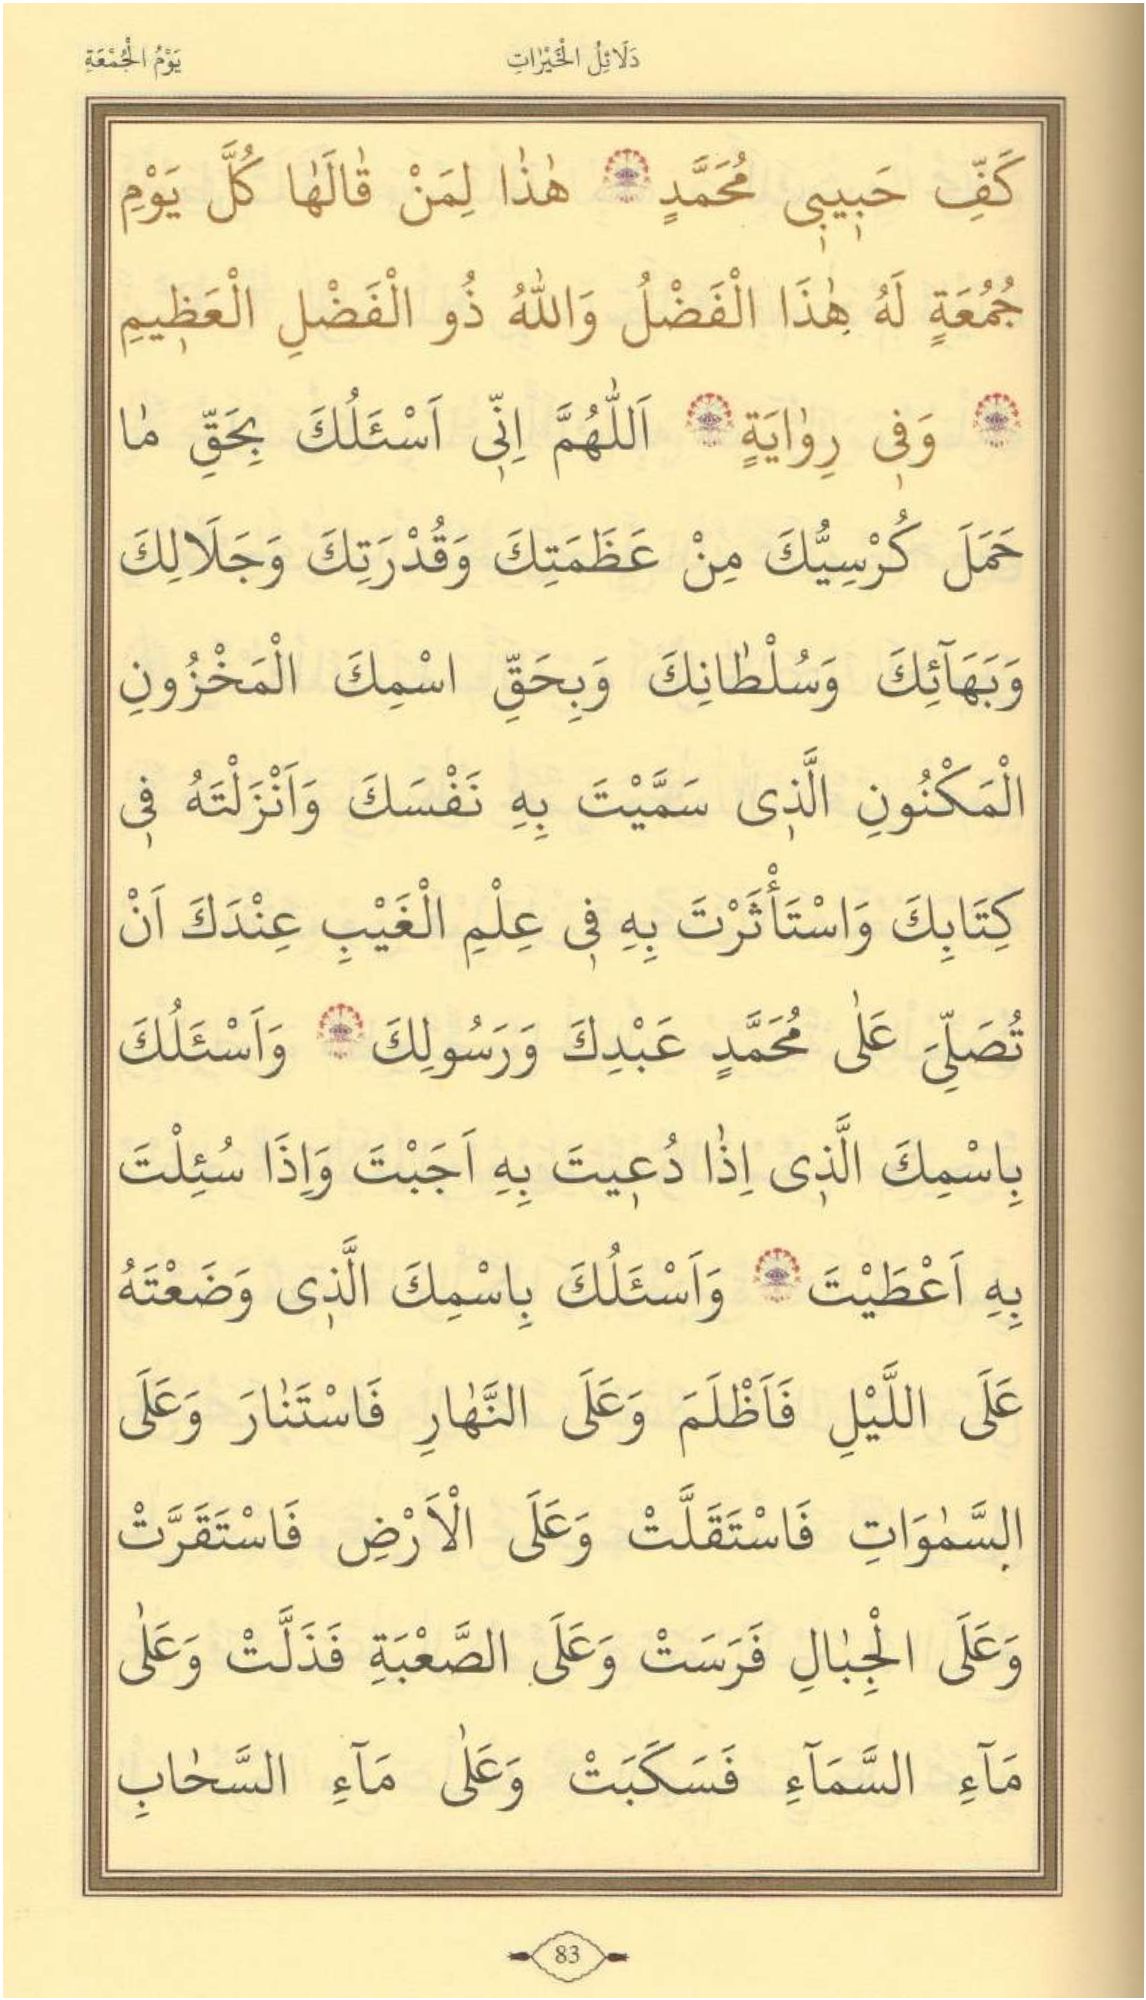 دَلَائِلُ الْخَيْرَاتِ
يَوْمُ الْجُمْعَةِ
كَفِّ حَبِيبِى مُحَمَّدٍ هٰذٰا لِمَنْ قٰالَهٰا كُلَّ يَوْمِ
جُمُعَةٍ لَهُ هٰذَا الْفَضْلُ وَاللّٰهُ ذُو الْفَضْلِ الْعَظِيمِ
وَفِى رِوٰايَةٍ اَللّٰهُمَّ اِنِّى اَسْئَلُكَ بِحَقِّ مٰا
حَمَلَ كُرْسِيُّكَ مِنْ عَظَمَتِكَ وَقُدْرَتِكَ وَجَلَالِكَ
وَبَهَآئِكَ وَسُلْطٰانِكَ وَبِحَقِّ اسْمِكَ الْمَخْزُونِ
الْمَكْنُونِ الَّذِى سَمَّيْتَ بِهِ نَفْسَكَ وَاَنْزَلْتَهُ فِى
كِتَابِكَ وَاسْتَأْثَرْتَ بِهِ فِى عِلْمِ الْغَيْبِ عِنْدَكَ اَنْ
تُصَلِّىَ عَلٰى مُحَمَّدٍ عَبْدِكَ وَرَسُولِكَ وَاَسْئَلُكَ
بِاسْمِكَ الَّذِى اِذٰا دُعِيتَ بِهِ اَجَبْتَ وَاِذَا سُئِلْتَ
بِهِ اَعْطَيْتَ وَاَسْئَلُكَ بِاسْمِكَ الَّذِى وَضَعْتَهُ
عَلَى اللَّيْلِ فَاَظْلَمَ وَعَلَى النَّهٰارِ فَاسْتَنٰارَ وَعَلَى
السَّمٰوَاتِ فَاسْتَقَلَّتْ وَعَلَى الْاَرْضِ فَاسْتَقَرَّتْ
وَعَلَى الْجِبٰالِ فَرَسَتْ وَعَلَى الصَّعْبَةِ فَذَلَّتْ وَعَلٰى
مَآءِ السَّمَآءِ فَسَكَبَتْ وَعَلٰى مَآءِ السَّحٰابِ
83